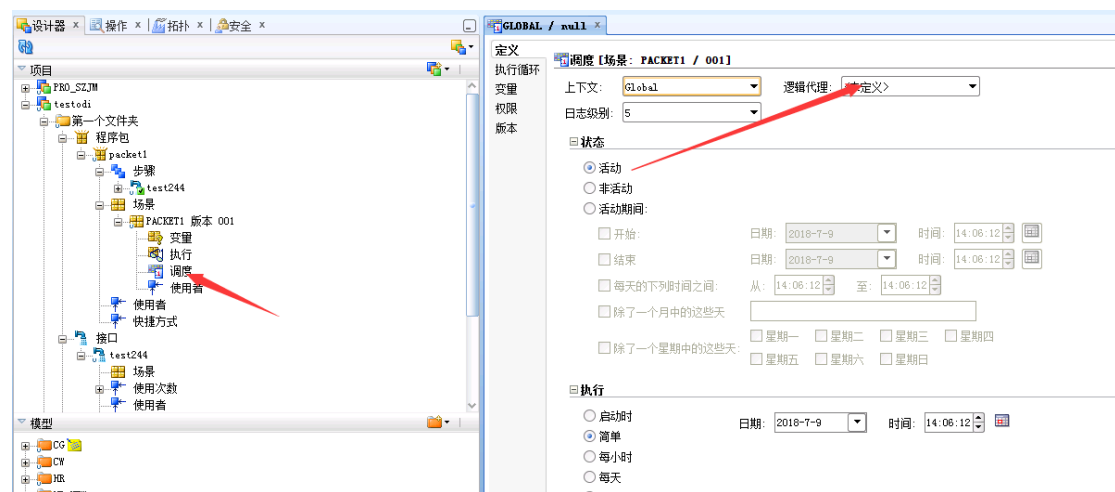 设计器 × 操作 × 拓扑 × 安全 ×
项目
PRO_SZJM
testodi
第一个文件夹
程序包
packet1
步骤
test244
场景
PACKET1 版本 001
变量
执行
调度
使用者
使用者
快捷方式
接口
test244
场景
使用次数
使用者
模型
CG
CW
HR
GLOBAL / null ×
定义
执行循环
变量
权限
版本
调度 [场景: PACKET1 / 001]
上下文: Global 逻辑代理: <未定义>
日志级别: 5
状态
活动
非活动
活动期间:
开始: 日期: 2018-7-9 时间: 14:06:12
结束 日期: 2018-7-9 时间: 14:06:12
每天的下列时间之间: 从: 14:06:12 至: 14:06:12
除了一个月中的这些天
除了一个星期中的这些天:
星期一 星期二 星期三 星期四
星期五 星期六 星期日
执行
启动时
日期: 2018-7-9 时间: 14:06:12
简单
每小时
每天